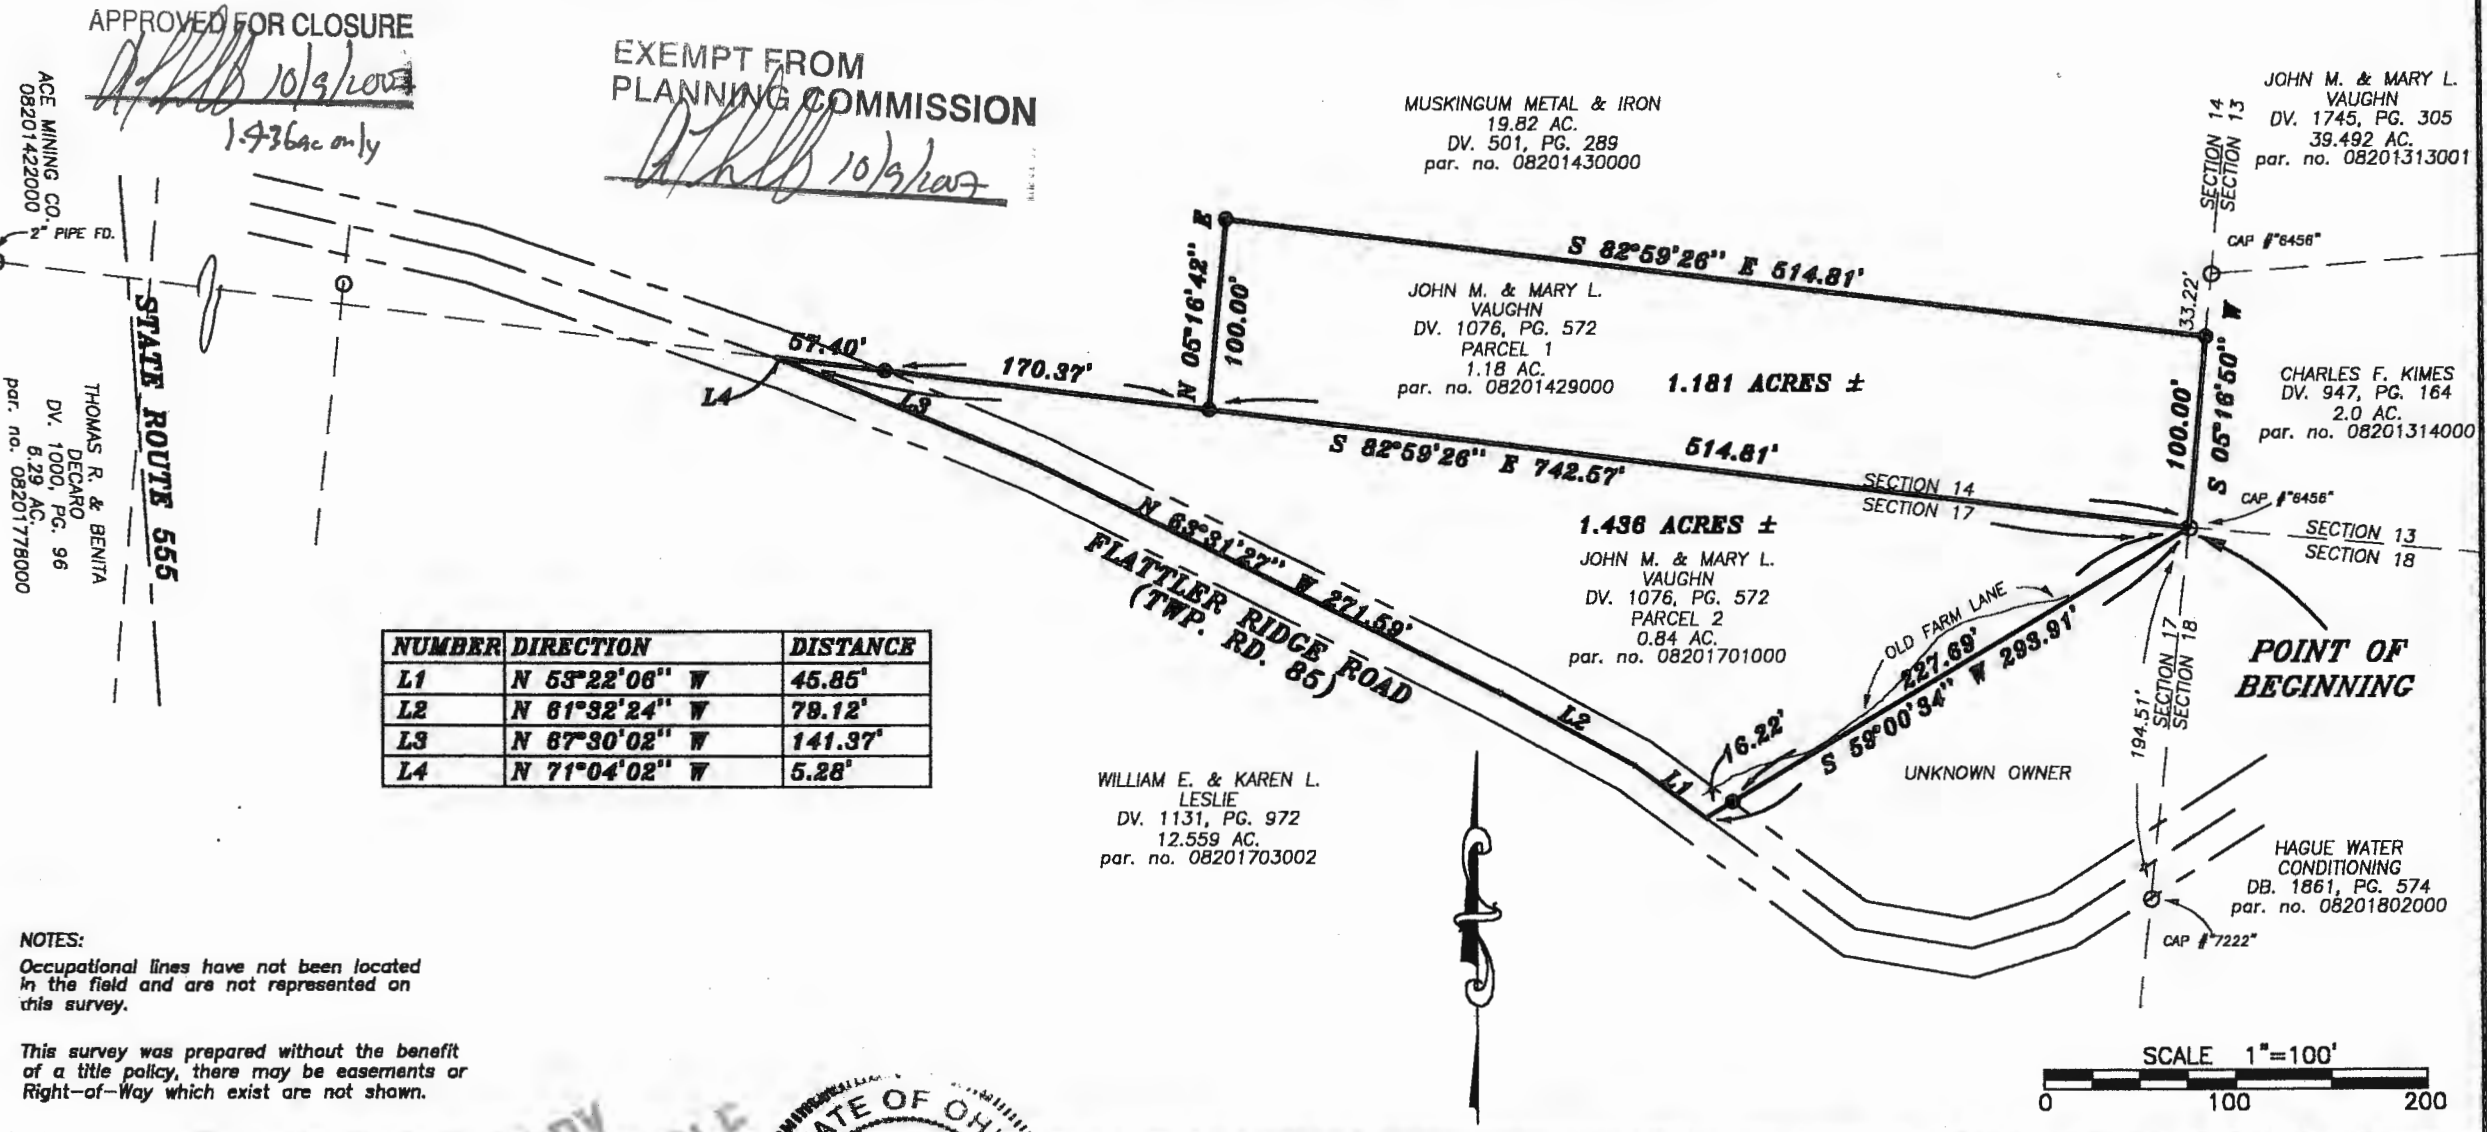 APPROVED FOR CLOSURE
10/9/2007
1.436ac only
EXEMPT FROM
PLANNING COMMISSION
10/9/2007
ACE MINING CO.
08201422000
2" PIPE FD.
STATE ROUTE 555
THOMAS R. & BENITA
DECARO
DV. 1000, PG. 96
6.29 AC.
par. no. 08201778000
MUSKINGUM METAL & IRON
19.82 AC.
DV. 501, PG. 289
par. no. 08201430000
SECTION 14
SECTION 13
JOHN M. & MARY L.
VAUGHN
DV. 1745, PG. 305
39.492 AC.
par. no. 08201313001
CAP #"6456"
33.22'
N 05°16'42" E
100.00'
S 82°59'26" E 514.81'
JOHN M. & MARY L.
VAUGHN
DV. 1076, PG. 572
PARCEL 1
1.18 AC.
par. no. 08201429000
1.181 ACRES ±
100.00'
S 05°16'50" W
CHARLES F. KIMES
DV. 947, PG. 164
2.0 AC.
par. no. 08201314000
57.40'
170.37'
L4
L3
S 82°59'26" E 742.57'
514.81'
SECTION 14
SECTION 17
CAP #"6456"
SECTION 13
SECTION 18
1.436 ACRES ±
JOHN M. & MARY L.
VAUGHN
DV. 1076, PG. 572
PARCEL 2
0.84 AC.
par. no. 08201701000
N 63°31'27" W 271.59'
FLATTLER RIDGE ROAD
(TWP. RD. 85)
L2
L1
16.22'
OLD FARM LANE
227.69'
S 59°00'34" W 293.91'
194.51'
SECTION 17
SECTION 18
POINT OF
BEGINNING
UNKNOWN OWNER
NUMBER DIRECTION DISTANCE
L1 N 53°22'06" W 45.85'
L2 N 61°32'24" W 79.12'
L3 N 67°30'02" W 141.37'
L4 N 71°04'02" W 5.28'
WILLIAM E. & KAREN L.
LESLIE
DV. 1131, PG. 972
12.559 AC.
par. no. 08201703002
HAGUE WATER
CONDITIONING
DB. 1861, PG. 574
par. no. 08201802000
CAP #"7222"
NOTES:
Occupational lines have not been located
in the field and are not represented on
this survey.
This survey was prepared without the benefit
of a title policy, there may be easements or
Right-of-Way which exist are not shown.
SCALE 1"=100'
0 100 200